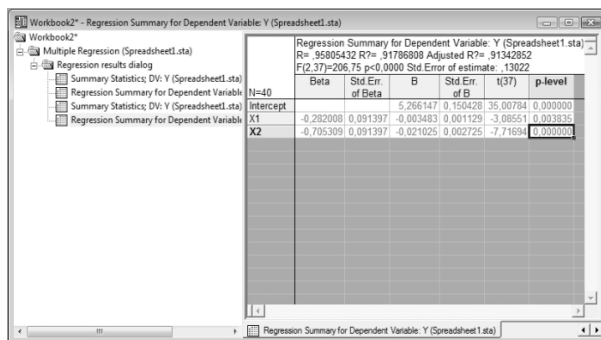 Workbook2* - Regression Summary for Dependent Variable: Y (Spreadsheet1.sta)
Workbook2*
Multiple Regression (Spreadsheet1.sta)
Regression results dialog
Summary Statistics; DV: Y (Spreadsheet1.sta)
Regression Summary for Dependent Variable
Summary Statistics; DV: Y (Spreadsheet1.sta)
Regression Summary for Dependent Variable
Regression Summary for Dependent Variable: Y (Spreadsheet1.sta)
R= ,95805432 R?= ,91786808 Adjusted R?= ,91342852
F(2,37)=206,75 p<0,0000 Std.Error of estimate: ,13022
N=40 Beta Std.Err. of Beta B Std.Err. of B t(37) p-level
Intercept 5,266147 0,150428 35,00784 0,000000
X1 -0,282008 0,091397 -0,003483 0,001129 -3,08551 0,003835
X2 -0,705309 0,091397 -0,021025 0,002725 -7,71694 0,000000
Regression Summary for Dependent Variable: Y (Spreadsheet1.sta)